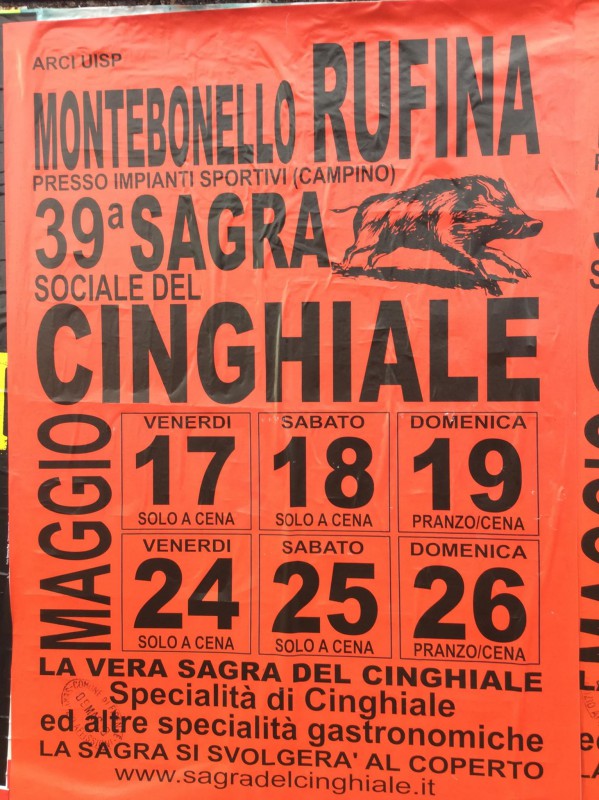 ARCI UISP
MONTEBONELLO RUFINA
PRESSO IMPIANTI SPORTIVI (CAMPINO)
39ª SAGRA
SOCIALE DEL
CINGHIALE
MAGGIO
VENERDI SABATO DOMENICA
17 18 19
SOLO A CENA SOLO A CENA PRANZO/CENA
VENERDI SABATO DOMENICA
24 25 26
SOLO A CENA SOLO A CENA PRANZO/CENA
LA VERA SAGRA DEL CINGHIALE
Specialità di Cinghiale
ed altre specialità gastronomiche
LA SAGRA SI SVOLGERA' AL COPERTO
www.sagradelcinghiale.it